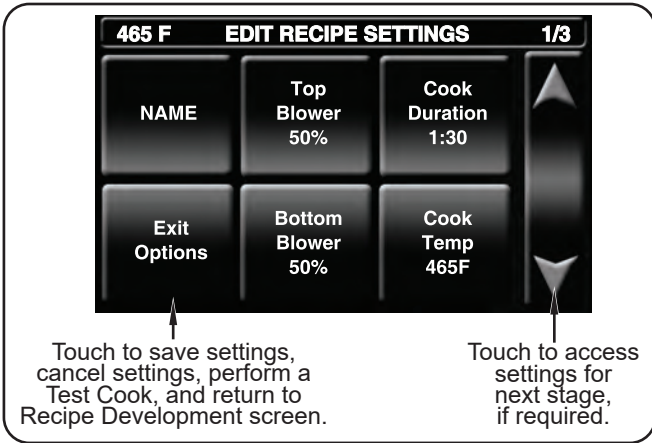 465 F EDIT RECIPE SETTINGS 1/3
NAME
Top
Blower
50%
Cook
Duration
1:30
Exit
Options
Bottom
Blower
50%
Cook
Temp
465F
Touch to save settings,
cancel settings, perform a
Test Cook, and return to
Recipe Development screen.
Touch to access
settings for
next stage,
if required.